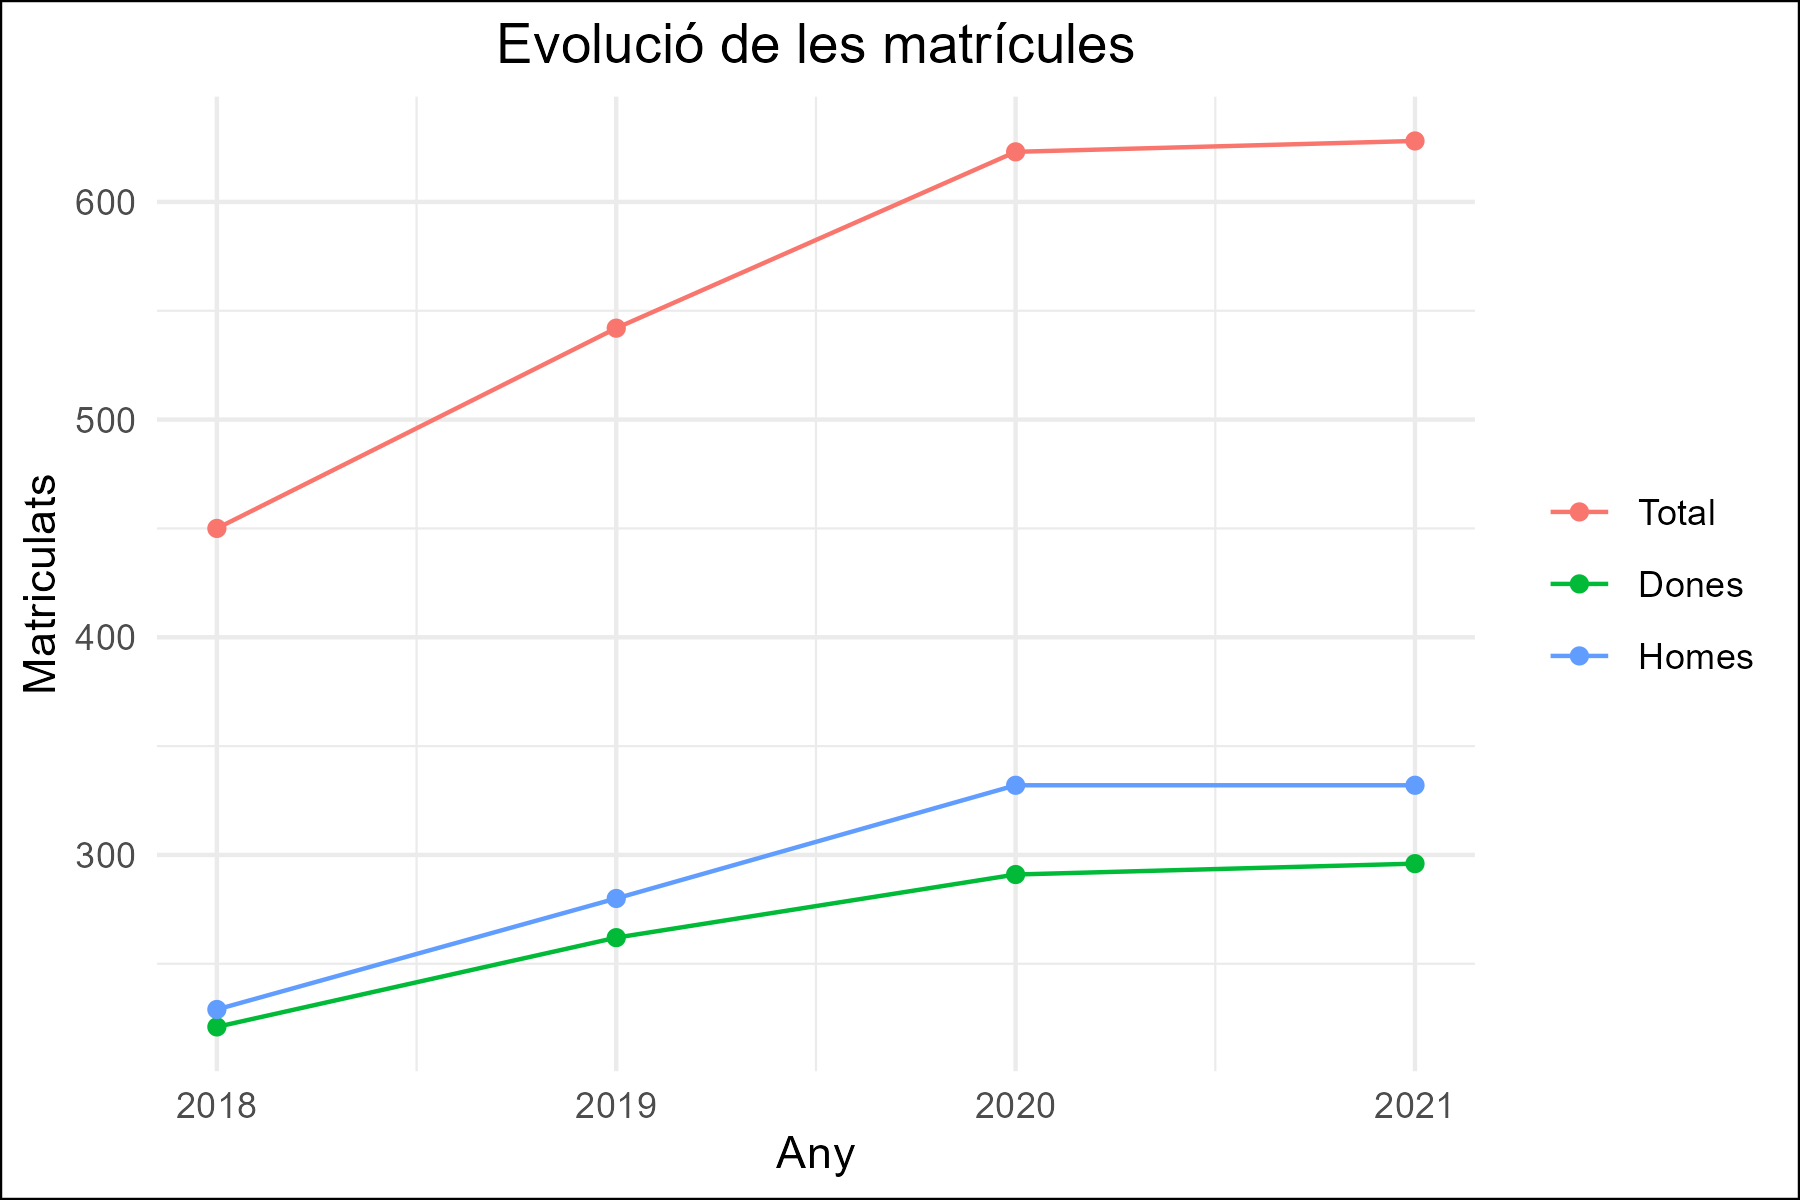 Evolució de les matrícules
600
500
400
300
Matriculats
2018
2019
2020
2021
Any
Total
Dones
Homes